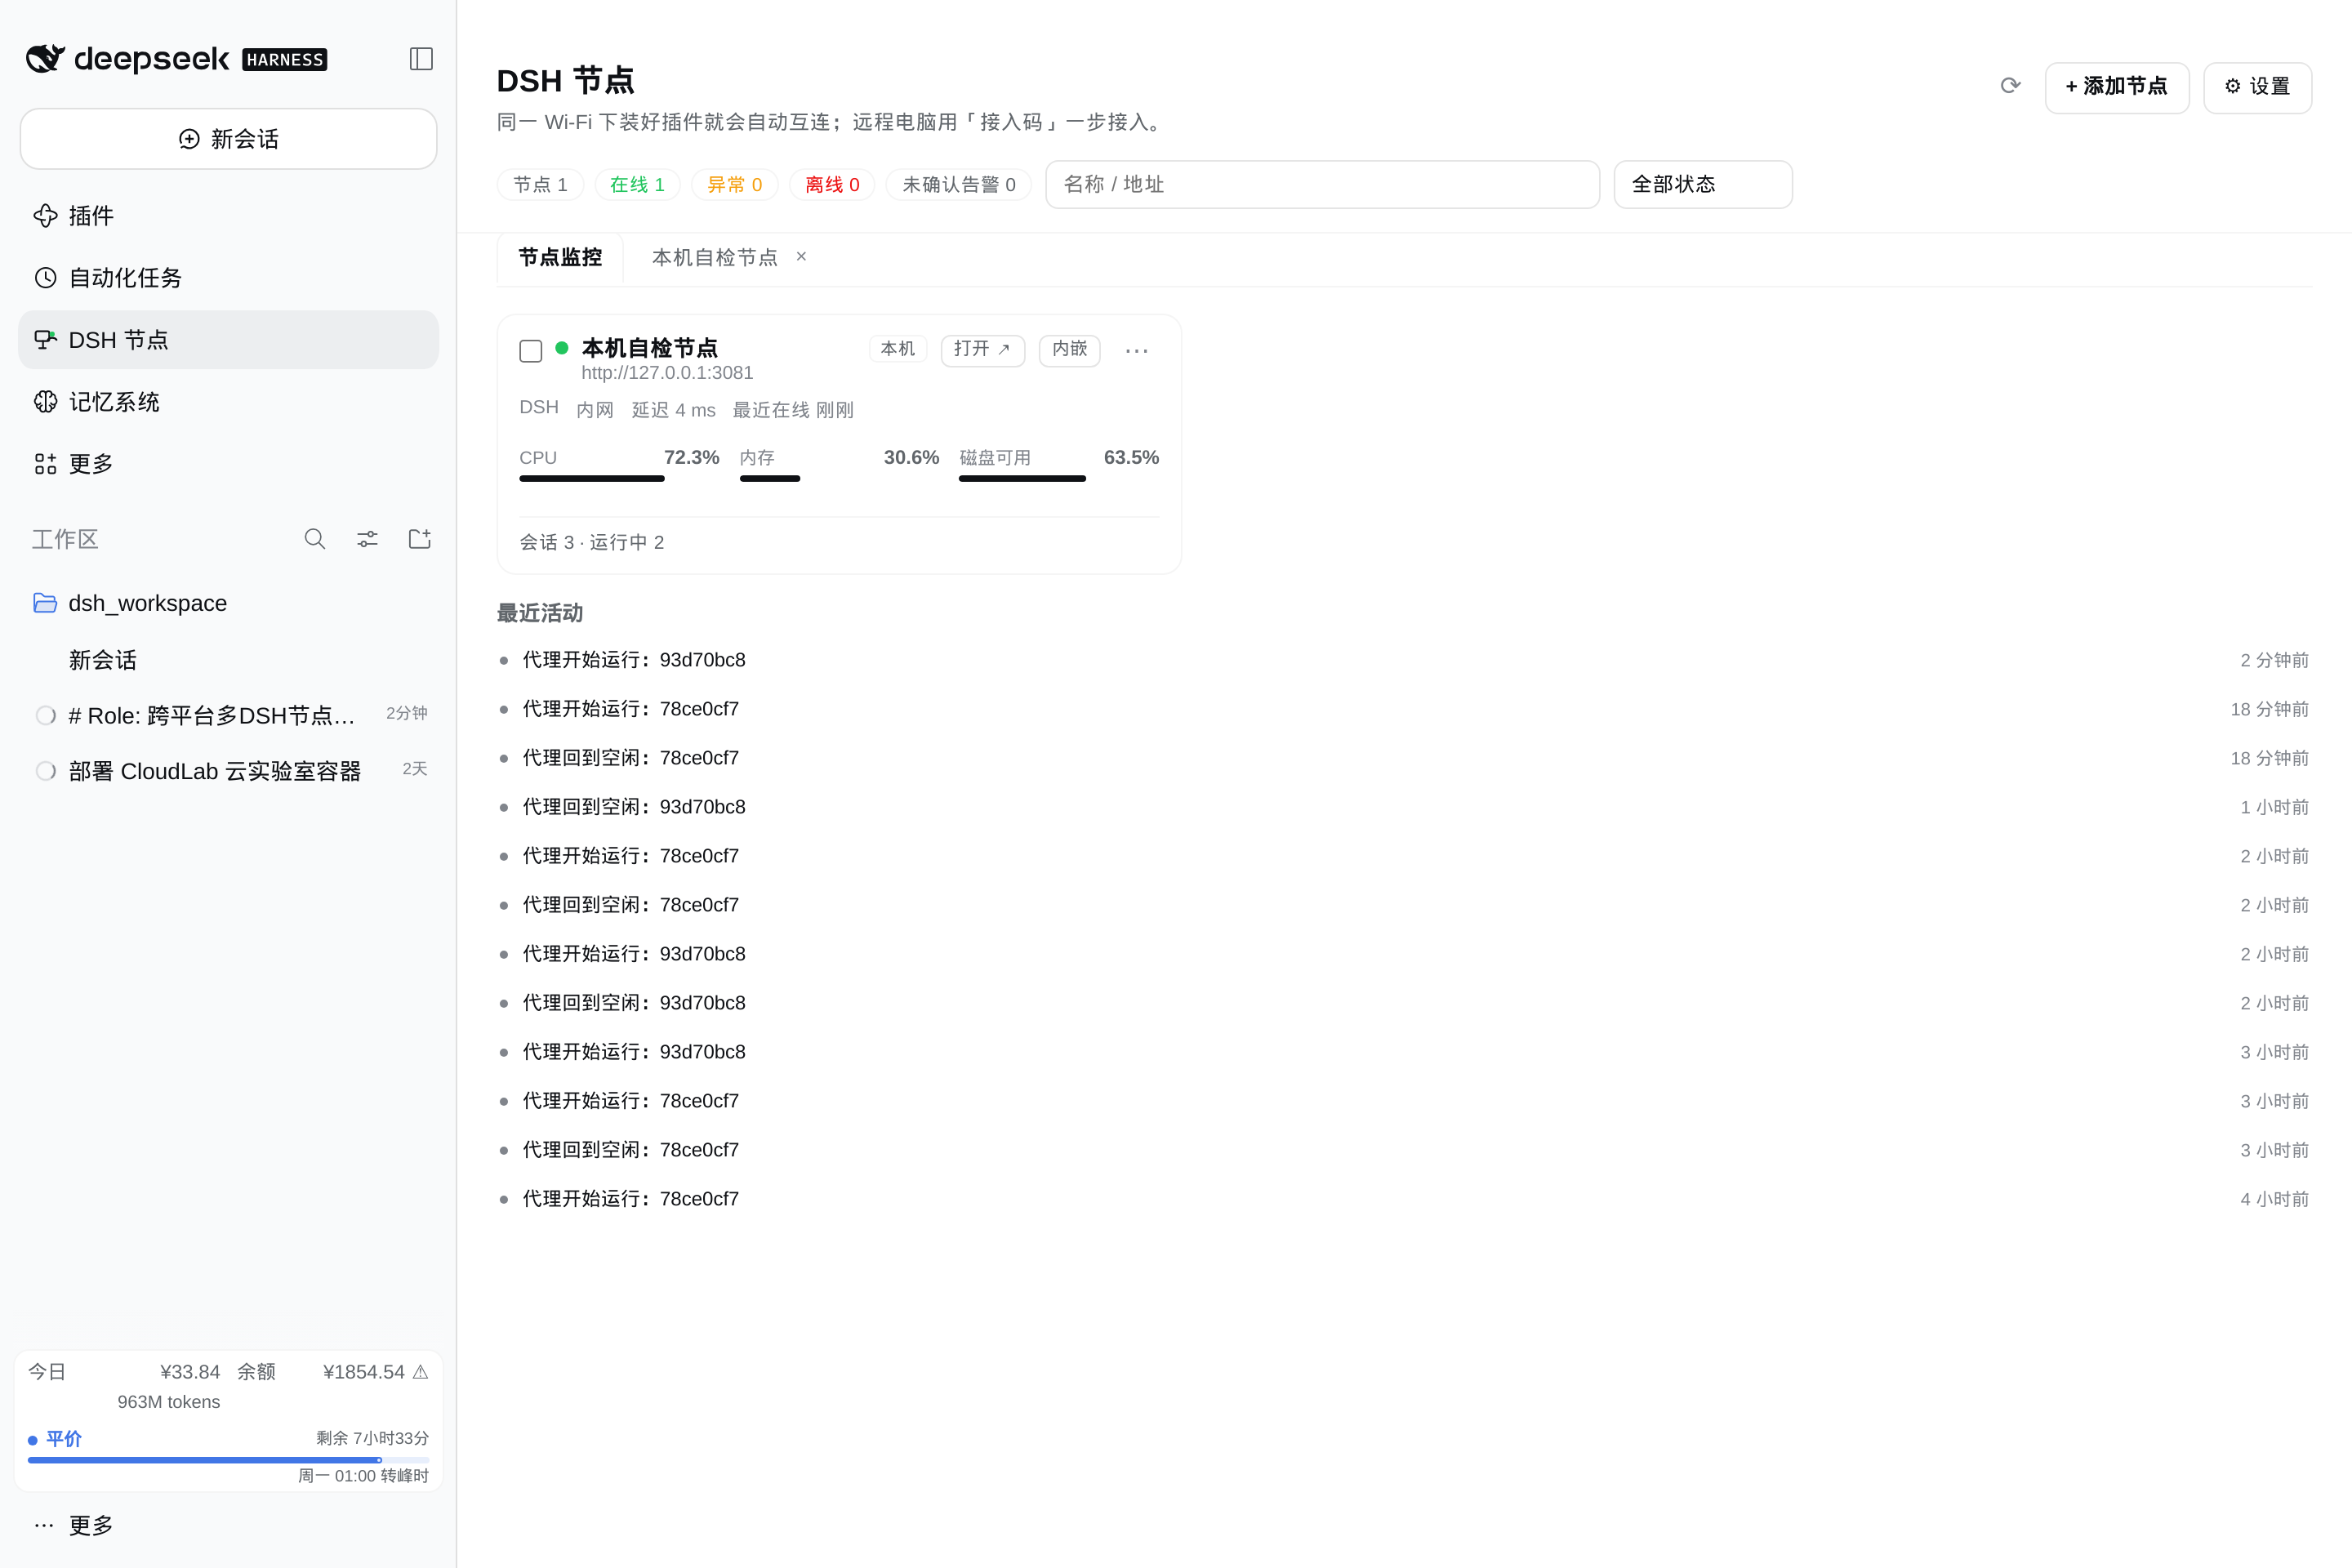 deepseek HARNESS
新会话
插件
自动化任务
DSH 节点
记忆系统
更多
工作区
dsh_workspace
新会话
# Role: 跨平台多DSH节点… 2分钟
部署 CloudLab 云实验室容器 2天
今日 ¥33.84 余额 ¥1854.54 ⚠
963M tokens
平价 剩余 7小时33分
周一 01:00 转峰时
… 更多
DSH 节点
同一 Wi-Fi 下装好插件就会自动互连；远程电脑用「接入码」一步接入。
⟳ + 添加节点 ⚙ 设置
节点 1 在线 1 异常 0 离线 0 未确认告警 0 名称 / 地址 全部状态
节点监控 本机自检节点 ×
本机自检节点 本机 打开 ↗ 内嵌 …
http://127.0.0.1:3081
DSH 内网 延迟 4 ms 最近在线 刚刚
CPU 72.3% 内存 30.6% 磁盘可用 63.5%
会话 3 · 运行中 2
最近活动
代理开始运行：93d70bc8 2 分钟前
代理开始运行：78ce0cf7 18 分钟前
代理回到空闲：78ce0cf7 18 分钟前
代理回到空闲：93d70bc8 1 小时前
代理开始运行：78ce0cf7 2 小时前
代理回到空闲：78ce0cf7 2 小时前
代理开始运行：93d70bc8 2 小时前
代理回到空闲：93d70bc8 2 小时前
代理开始运行：93d70bc8 3 小时前
代理开始运行：78ce0cf7 3 小时前
代理回到空闲：78ce0cf7 3 小时前
代理开始运行：78ce0cf7 4 小时前